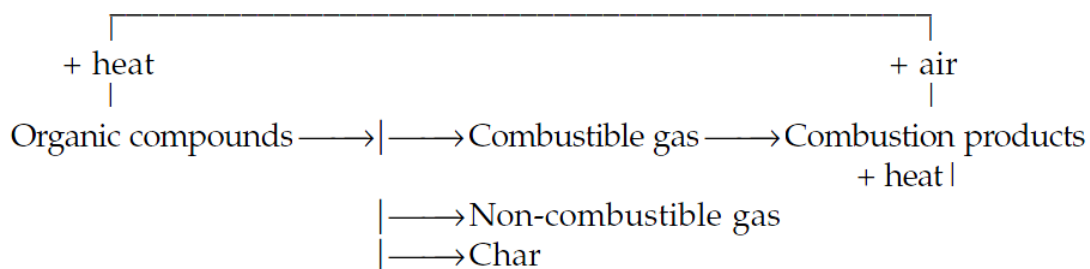 + heat + air
Organic compounds ⟶|⟶ Combustible gas ⟶ Combustion products
+ heat
|⟶ Non-combustible gas
|⟶ Char